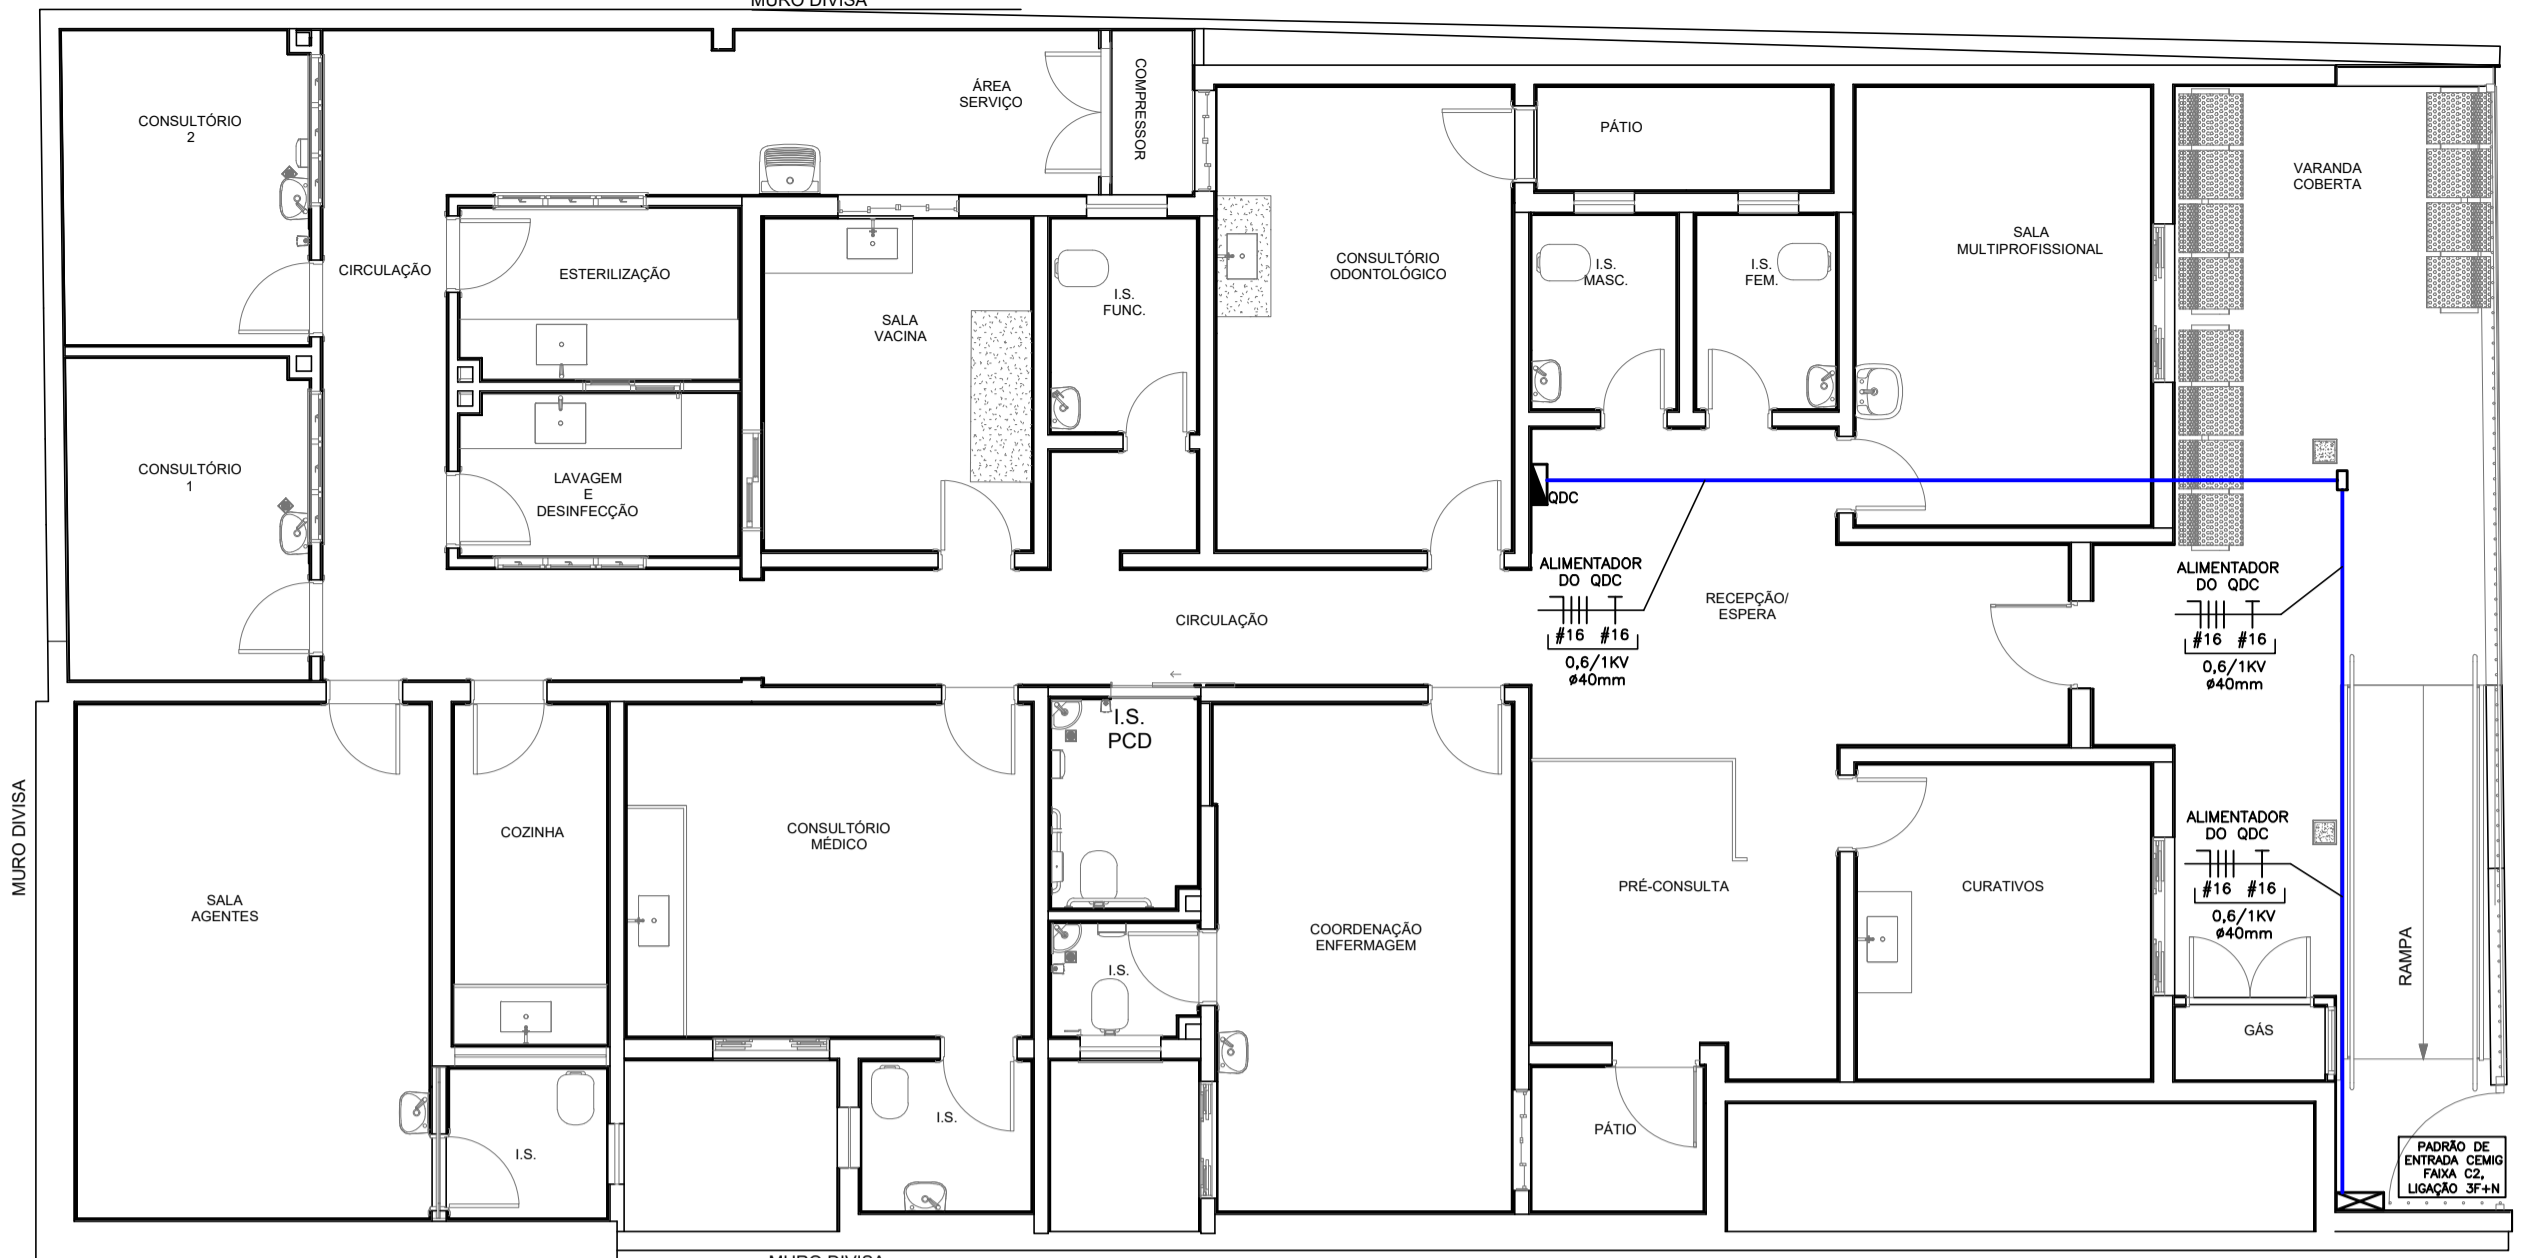 MURO DIVISA
CONSULTÓRIO
2
ÁREA
SERVIÇO
COMPRESSOR
PÁTIO
VARANDA
COBERTA
CIRCULAÇÃO
ESTERILIZAÇÃO
SALA
VACINA
I.S.
FUNC.
CONSULTÓRIO
ODONTOLÓGICO
I.S.
MASC.
I.S.
FEM.
SALA
MULTIPROFISSIONAL
CONSULTÓRIO
1
LAVAGEM
E
DESINFECÇÃO
QDC
ALIMENTADOR
DO QDC
#16 #16
0,6/1KV
ø40mm
RECEPÇÃO/
ESPERA
ALIMENTADOR
DO QDC
#16 #16
0,6/1KV
ø40mm
CIRCULAÇÃO
MURO DIVISA
SALA
AGENTES
COZINHA
CONSULTÓRIO
MÉDICO
I.S.
PCD
I.S.
COORDENAÇÃO
ENFERMAGEM
PRÉ-CONSULTA
CURATIVOS
ALIMENTADOR
DO QDC
#16 #16
0,6/1KV
ø40mm
RAMPA
GÁS
I.S.
I.S.
PÁTIO
PADRÃO DE
ENTRADA CEMIG
FAIXA C2,
LIGAÇÃO 3F+N
MURO DIVISA